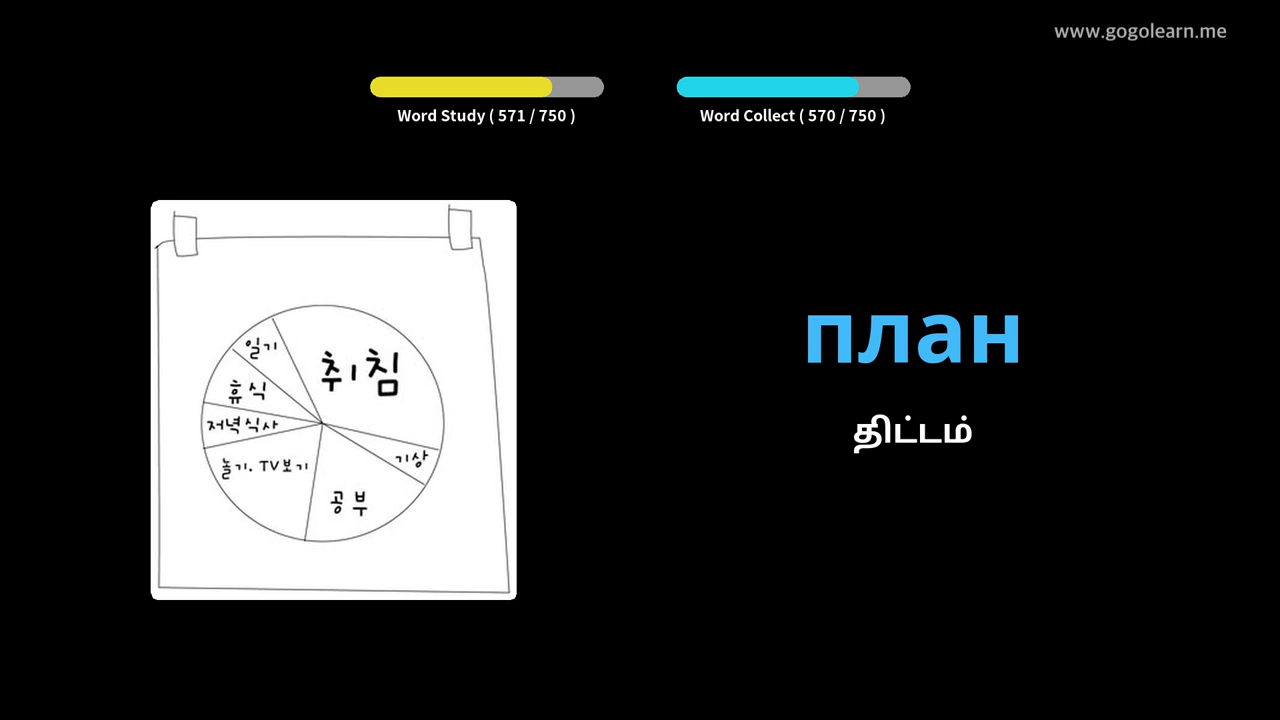 www.gogolearn.me
Word Study ( 571 / 750 )
Word Collect ( 570 / 750 )
일기
취침
휴식
저녁식사
놀기. TV보기
기상
공부
план
திட்டம்